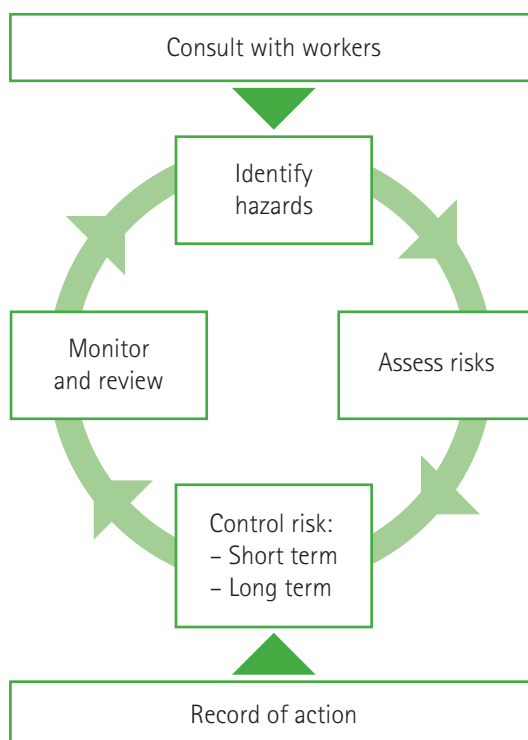 Consult with workers
Identify
hazards
Assess risks
Monitor
and review
Control risk:
– Short term
– Long term
Record of action